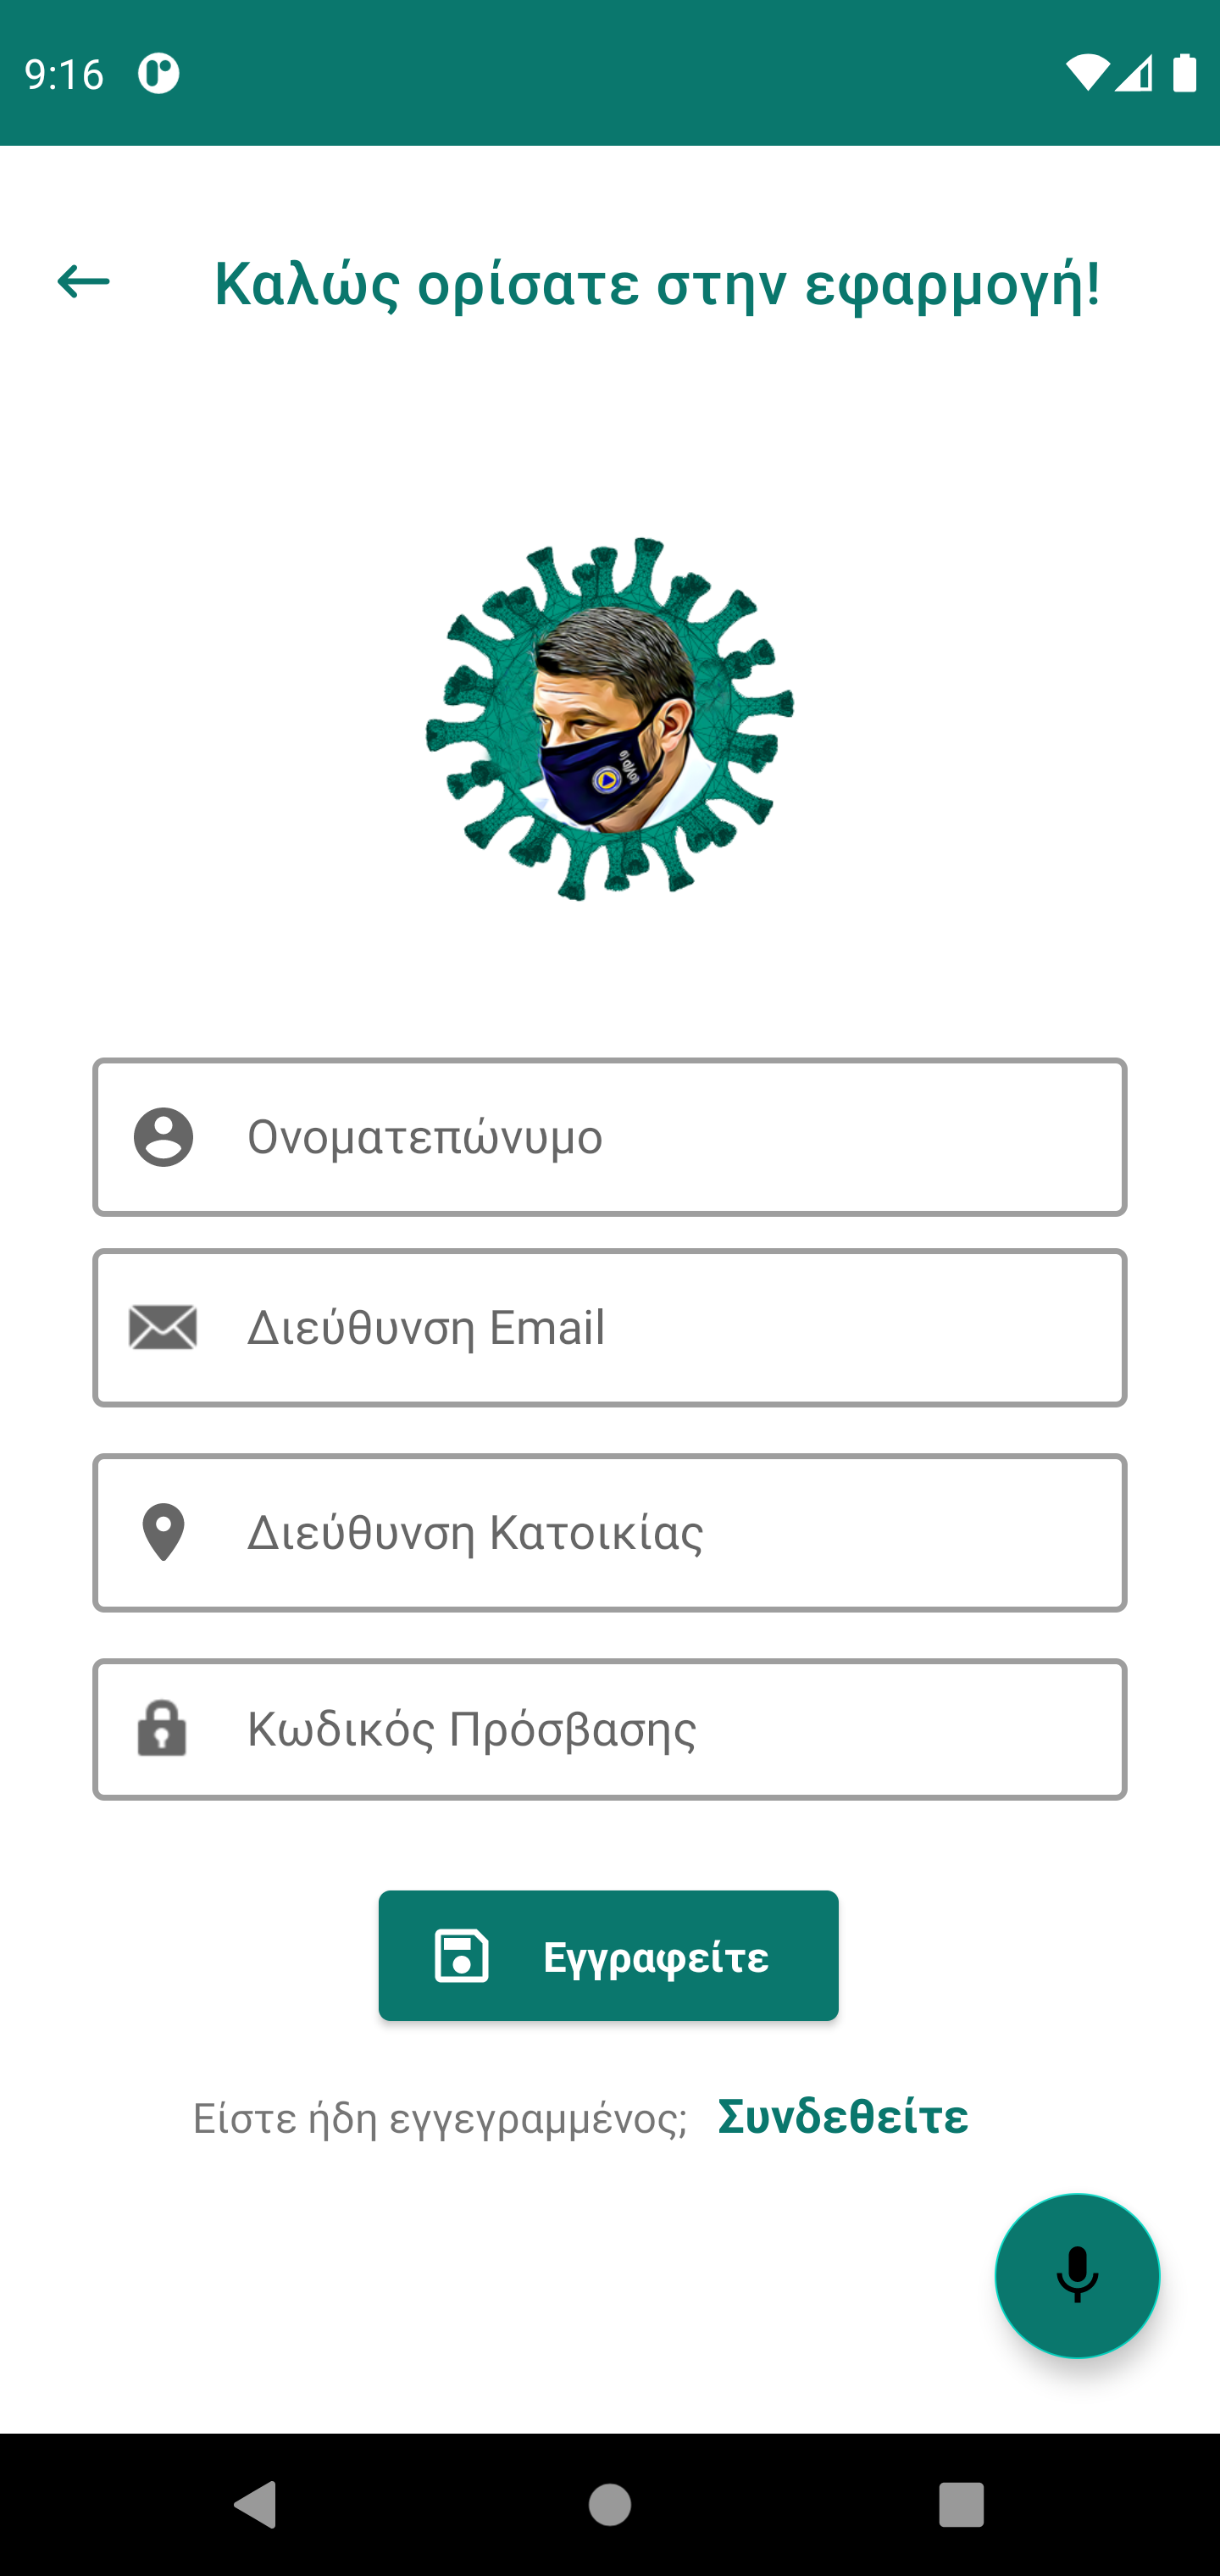 9:16
Καλώς ορίσατε στην εφαρμογή!
Ονοματεπώνυμο
Διεύθυνση Email
Διεύθυνση Κατοικίας
Κωδικός Πρόσβασης
Εγγραφείτε
Είστε ήδη εγγεγραμμένος; Συνδεθείτε